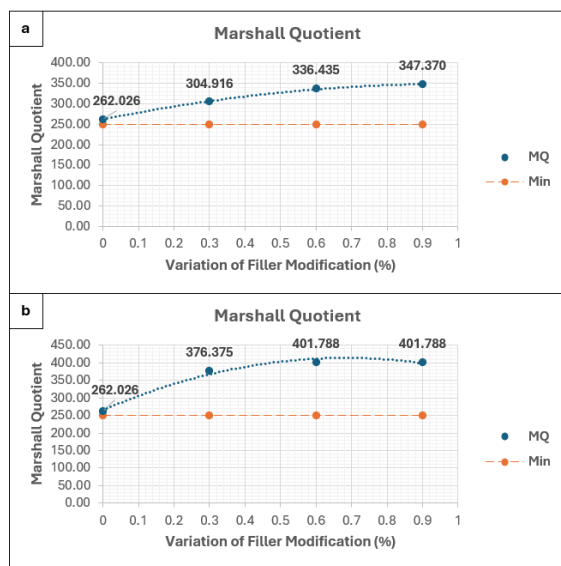 a
Marshall Quotient
400.00
350.00
300.00
250.00
200.00
150.00
100.00
50.00
0.00
Marshall Quotient
262.026
304.916
336.435
347.370
0 0.1 0.2 0.3 0.4 0.5 0.6 0.7 0.8 0.9 1
Variation of Filler Modification (%)
MQ
Min
b
Marshall Quotient
450.00
400.00
350.00
300.00
250.00
200.00
150.00
100.00
50.00
0.00
Marshall Quotient
262.026
376.375
401.788
401.788
0 0.1 0.2 0.3 0.4 0.5 0.6 0.7 0.8 0.9 1
Variation of Filler Modification (%)
MQ
Min